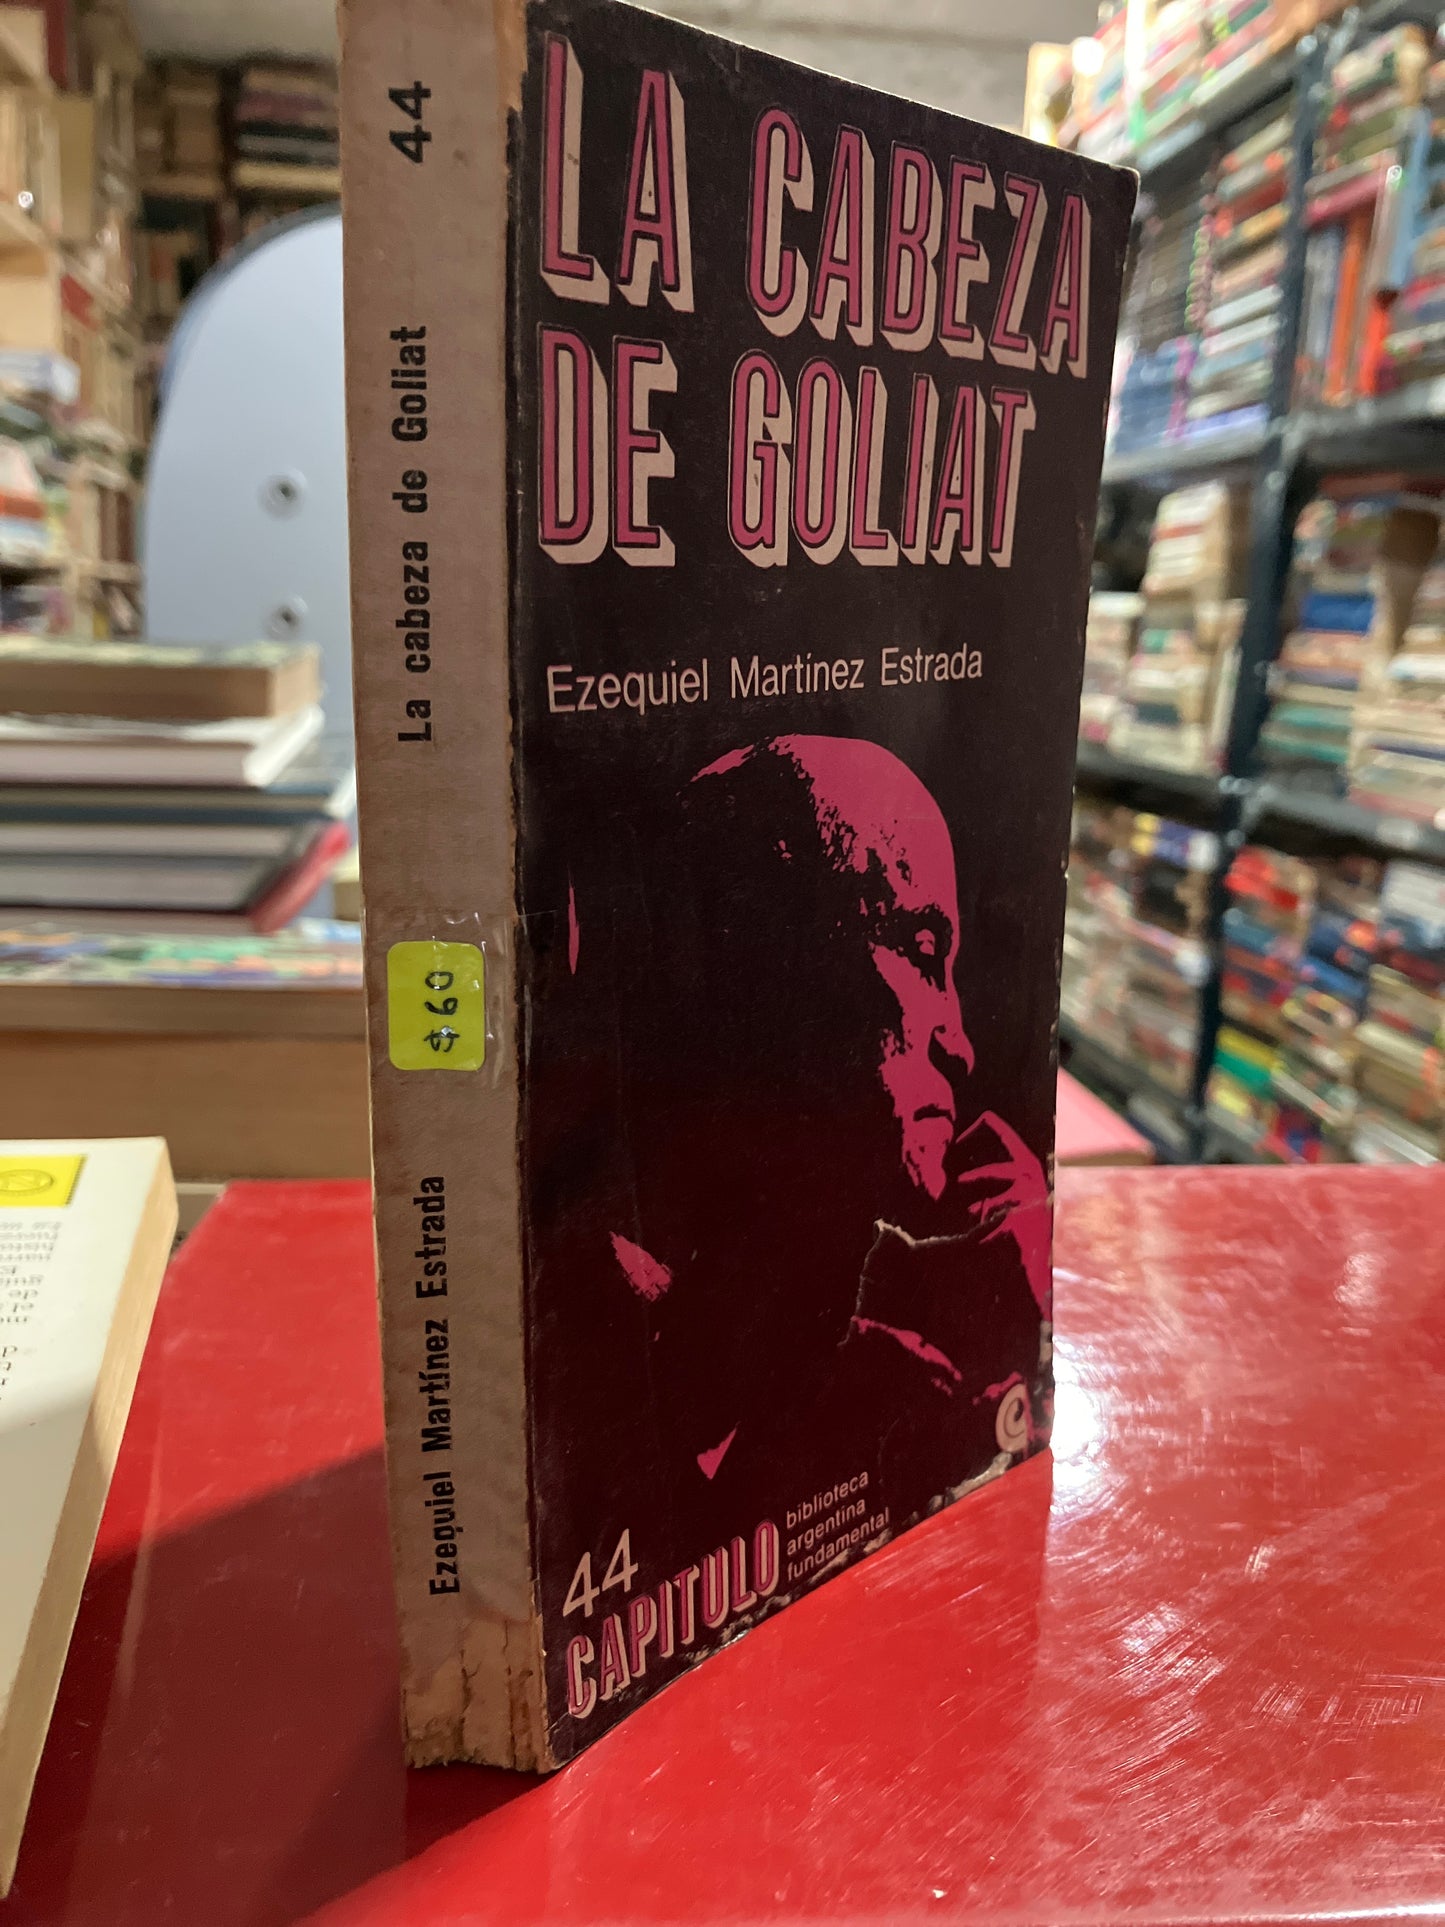 44
La cabeza de Goliat
$60
Ezequiel Martínez Estrada
LA CABEZA
DE GOLIAT
Ezequiel Martínez Estrada
44
CAPITULO
biblioteca
argentina
fundamental